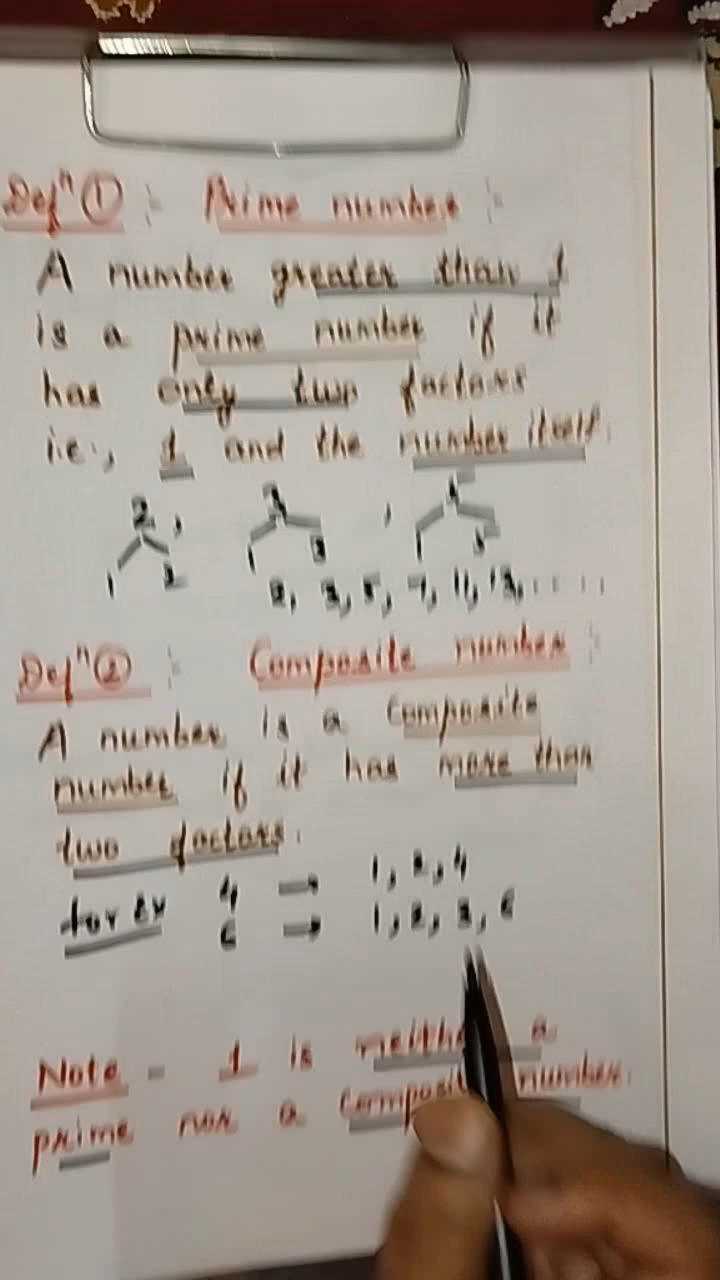 Defⁿ ① :- Prime number :-
A number greater than 1
is a prime number if it
has only two factors
i.e., 1 and the number itself.
2, 3, 5
1 2 1 3 1 5
2, 3, 5, 7, 11, 13, ......
Defⁿ ② :- Composite number :-
A number is a composite
number if it has more than
two factors.
for ex 4 → 1, 2, 4
6 → 1, 2, 3, 6
Note - 1 is neither a
prime nor a composite number.